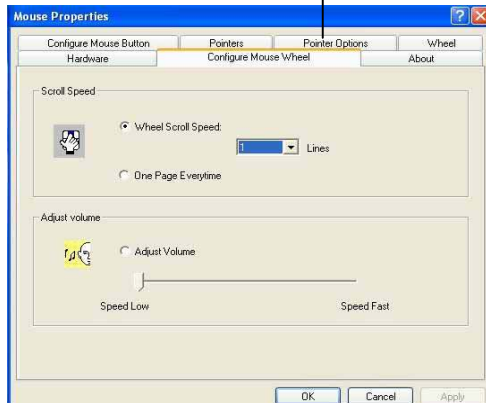 Mouse Properties
Configure Mouse Button Pointers Pointer Options Wheel
Hardware Configure Mouse Wheel About
Scroll Speed
Wheel Scroll Speed:
1 Lines
One Page Everytime
Adjust volume
Adjust Volume
Speed Low Speed Fast
OK Cancel Apply